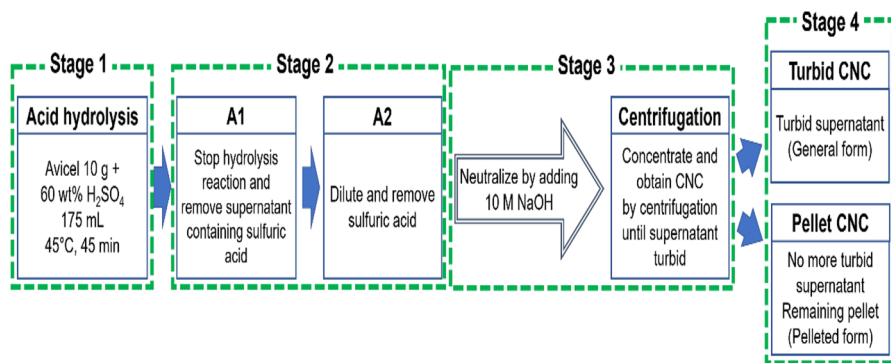 Stage 1
Acid hydrolysis
Avicel 10 g +
60 wt% H₂SO₄
175 mL
45°C, 45 min
Stage 2
A1
Stop hydrolysis
reaction and
remove supernatant
containing sulfuric
acid
A2
Dilute and remove
sulfuric acid
Stage 3
Neutralize by adding
10 M NaOH
Centrifugation
Concentrate and
obtain CNC
by centrifugation
until supernatant
turbid
Stage 4
Turbid CNC
Turbid supernatant
(General form)
Pellet CNC
No more turbid
supernatant
Remaining pellet
(Pelleted form)